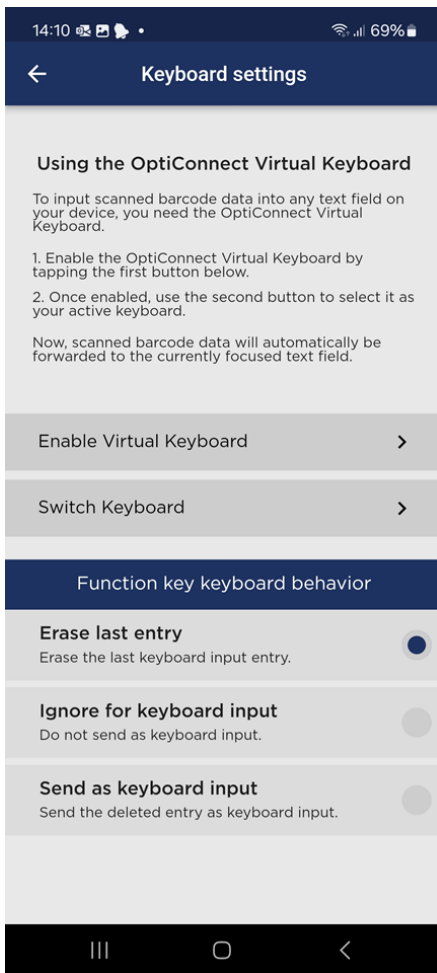 14:10 69%
Keyboard settings
Using the OptiConnect Virtual Keyboard
To input scanned barcode data into any text field on
your device, you need the OptiConnect Virtual
Keyboard.
1. Enable the OptiConnect Virtual Keyboard by
tapping the first button below.
2. Once enabled, use the second button to select it as
your active keyboard.
Now, scanned barcode data will automatically be
forwarded to the currently focused text field.
Enable Virtual Keyboard
Switch Keyboard
Function key keyboard behavior
Erase last entry
Erase the last keyboard input entry.
Ignore for keyboard input
Do not send as keyboard input.
Send as keyboard input
Send the deleted entry as keyboard input.